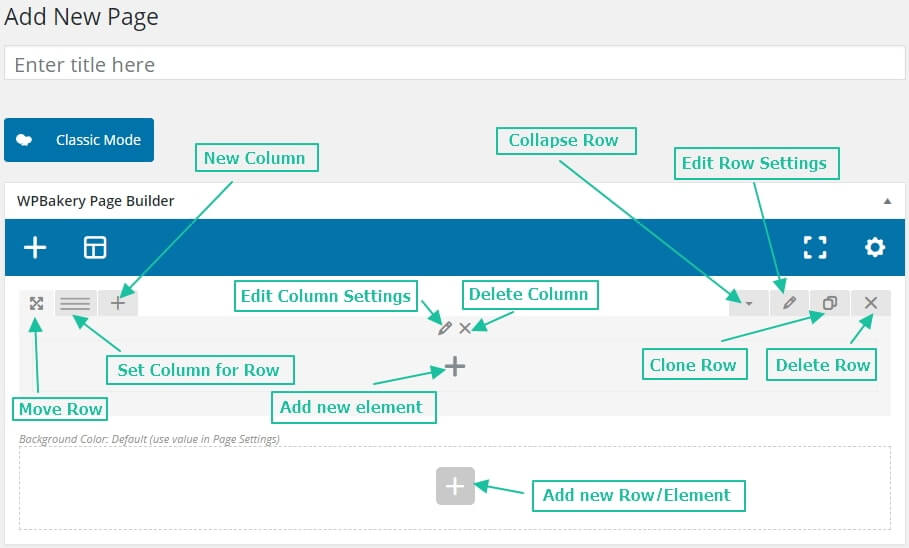 Add New Page
Enter title here
Classic Mode
New Column
Collapse Row
Edit Row Settings
WPBakery Page Builder
Edit Column Settings
Delete Column
Set Column for Row
Clone Row
Delete Row
Move Row
Add new element
Background Color: Default (use value in Page Settings)
Add new Row/Element